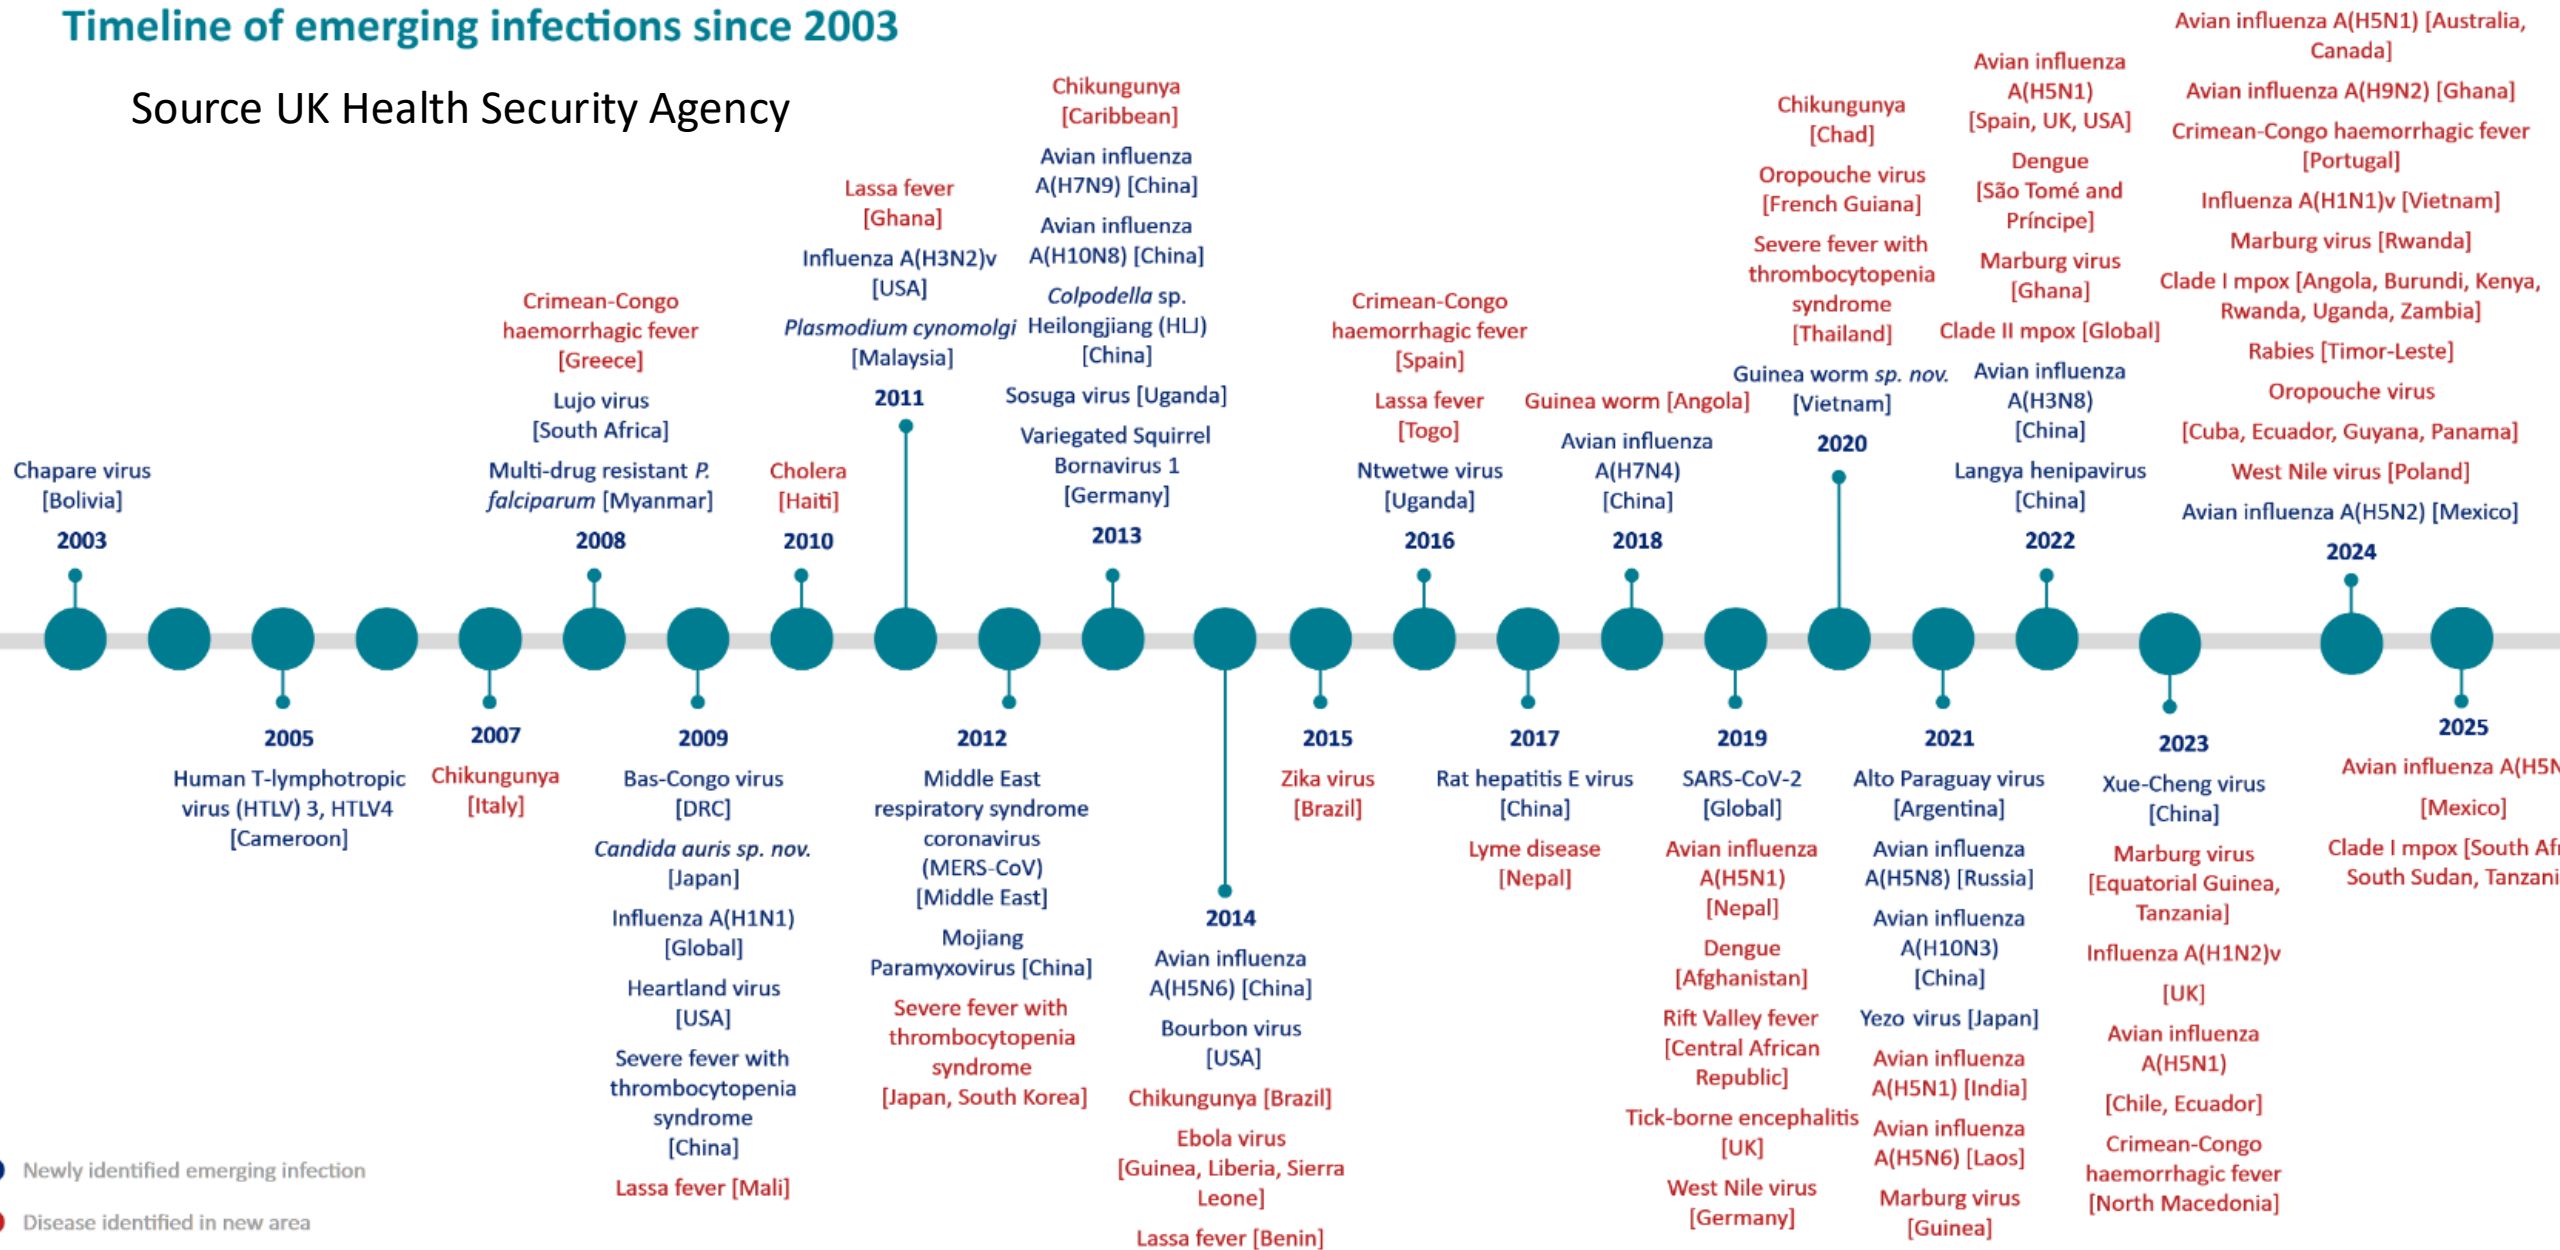 Timeline of emerging infections since 2003
Source UK Health Security Agency
Chapare virus
[Bolivia]
2003
Human T-lymphotropic
virus (HTLV) 3, HTLV4
[Cameroon]
2005
2007
Chikungunya
[Italy]
Crimean-Congo
haemorrhagic fever
[Greece]
Lujo virus
[South Africa]
Multi-drug resistant P.
falciparum [Myanmar]
2008
2009
Bas-Congo virus
[DRC]
Candida auris sp. nov.
[Japan]
Influenza A(H1N1)
[Global]
Heartland virus
[USA]
Severe fever with
thrombocytopenia
syndrome
[China]
Lassa fever [Mali]
Cholera
[Haiti]
2010
Lassa fever
[Ghana]
Influenza A(H3N2)v
[USA]
Plasmodium cynomolgi
[Malaysia]
2011
2012
Middle East
respiratory syndrome
coronavirus
(MERS-CoV)
[Middle East]
Mojiang
Paramyxovirus [China]
Severe fever with
thrombocytopenia
syndrome
[Japan, South Korea]
Chikungunya
[Caribbean]
Avian influenza
A(H7N9) [China]
Avian influenza
A(H10N8) [China]
Colpodella sp.
Heilongjiang (HLJ)
[China]
Sosuga virus [Uganda]
Variegated Squirrel
Bornavirus 1
[Germany]
2013
2014
Avian influenza
A(H5N6) [China]
Bourbon virus
[USA]
Chikungunya [Brazil]
Ebola virus
[Guinea, Liberia, Sierra
Leone]
Lassa fever [Benin]
2015
Zika virus
[Brazil]
Crimean-Congo
haemorrhagic fever
[Spain]
Lassa fever
[Togo]
Ntwetwe virus
[Uganda]
2016
2017
Rat hepatitis E virus
[China]
Lyme disease
[Nepal]
Guinea worm [Angola]
Avian influenza
A(H7N4)
[China]
2018
2019
SARS-CoV-2
[Global]
Avian influenza
A(H5N1)
[Nepal]
Dengue
[Afghanistan]
Rift Valley fever
[Central African
Republic]
Tick-borne encephalitis
[UK]
West Nile virus
[Germany]
Chikungunya
[Chad]
Oropouche virus
[French Guiana]
Severe fever with
thrombocytopenia
syndrome
[Thailand]
Guinea worm sp. nov.
[Vietnam]
2020
2021
Alto Paraguay virus
[Argentina]
Avian influenza
A(H5N8) [Russia]
Avian influenza
A(H10N3)
[China]
Yezo virus [Japan]
Avian influenza
A(H5N1) [India]
Avian influenza
A(H5N6) [Laos]
Marburg virus
[Guinea]
Avian influenza
A(H5N1)
[Spain, UK, USA]
Dengue
[São Tomé and
Príncipe]
Marburg virus
[Ghana]
Clade II mpox [Global]
Avian influenza
A(H3N8)
[China]
Langya henipavirus
[China]
2022
2023
Xue-Cheng virus
[China]
Marburg virus
[Equatorial Guinea,
Tanzania]
Influenza A(H1N2)v
[UK]
Avian influenza
A(H5N1)
[Chile, Ecuador]
Crimean-Congo
haemorrhagic fever
[North Macedonia]
Avian influenza A(H5N1) [Australia,
Canada]
Avian influenza A(H9N2) [Ghana]
Crimean-Congo haemorrhagic fever
[Portugal]
Influenza A(H1N1)v [Vietnam]
Marburg virus [Rwanda]
Clade I mpox [Angola, Burundi, Kenya,
Rwanda, Uganda, Zambia]
Rabies [Timor-Leste]
Oropouche virus
[Cuba, Ecuador, Guyana, Panama]
West Nile virus [Poland]
Avian influenza A(H5N2) [Mexico]
2024
2025
Avian influenza A(H5N
[Mexico]
Clade I mpox [South Afr
South Sudan, Tanzani
Newly identified emerging infection
Disease identified in new area